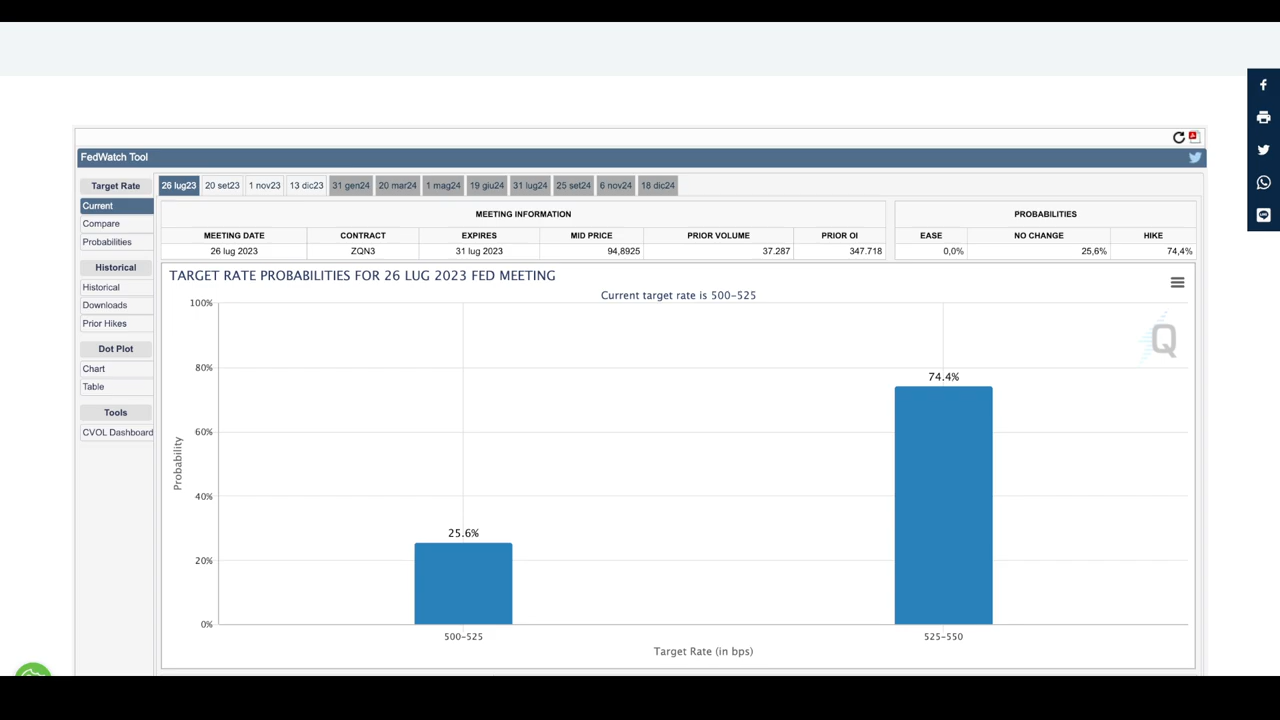 FedWatch Tool
Target Rate
Current
Compare
Probabilities
Historical
Historical
Downloads
Prior Hikes
Dot Plot
Chart
Table
Tools
CVOL Dashboard
26 lug23 20 set23 1 nov23 13 dic23 31 gen24 20 mar24 1 mag24 19 giu24 31 lug24 25 set24 6 nov24 18 dic24
MEETING INFORMATION
MEETING DATE CONTRACT EXPIRES MID PRICE PRIOR VOLUME PRIOR OI
26 lug 2023 ZQN3 31 lug 2023 94,8925 37.287 347.718
PROBABILITIES
EASE NO CHANGE HIKE
0,0% 25,6% 74,4%
TARGET RATE PROBABILITIES FOR 26 LUG 2023 FED MEETING
Current target rate is 500–525
Q
Probability
100%
80%
60%
40%
20%
0%
25.6%
74.4%
500–525 525–550
Target Rate (in bps)